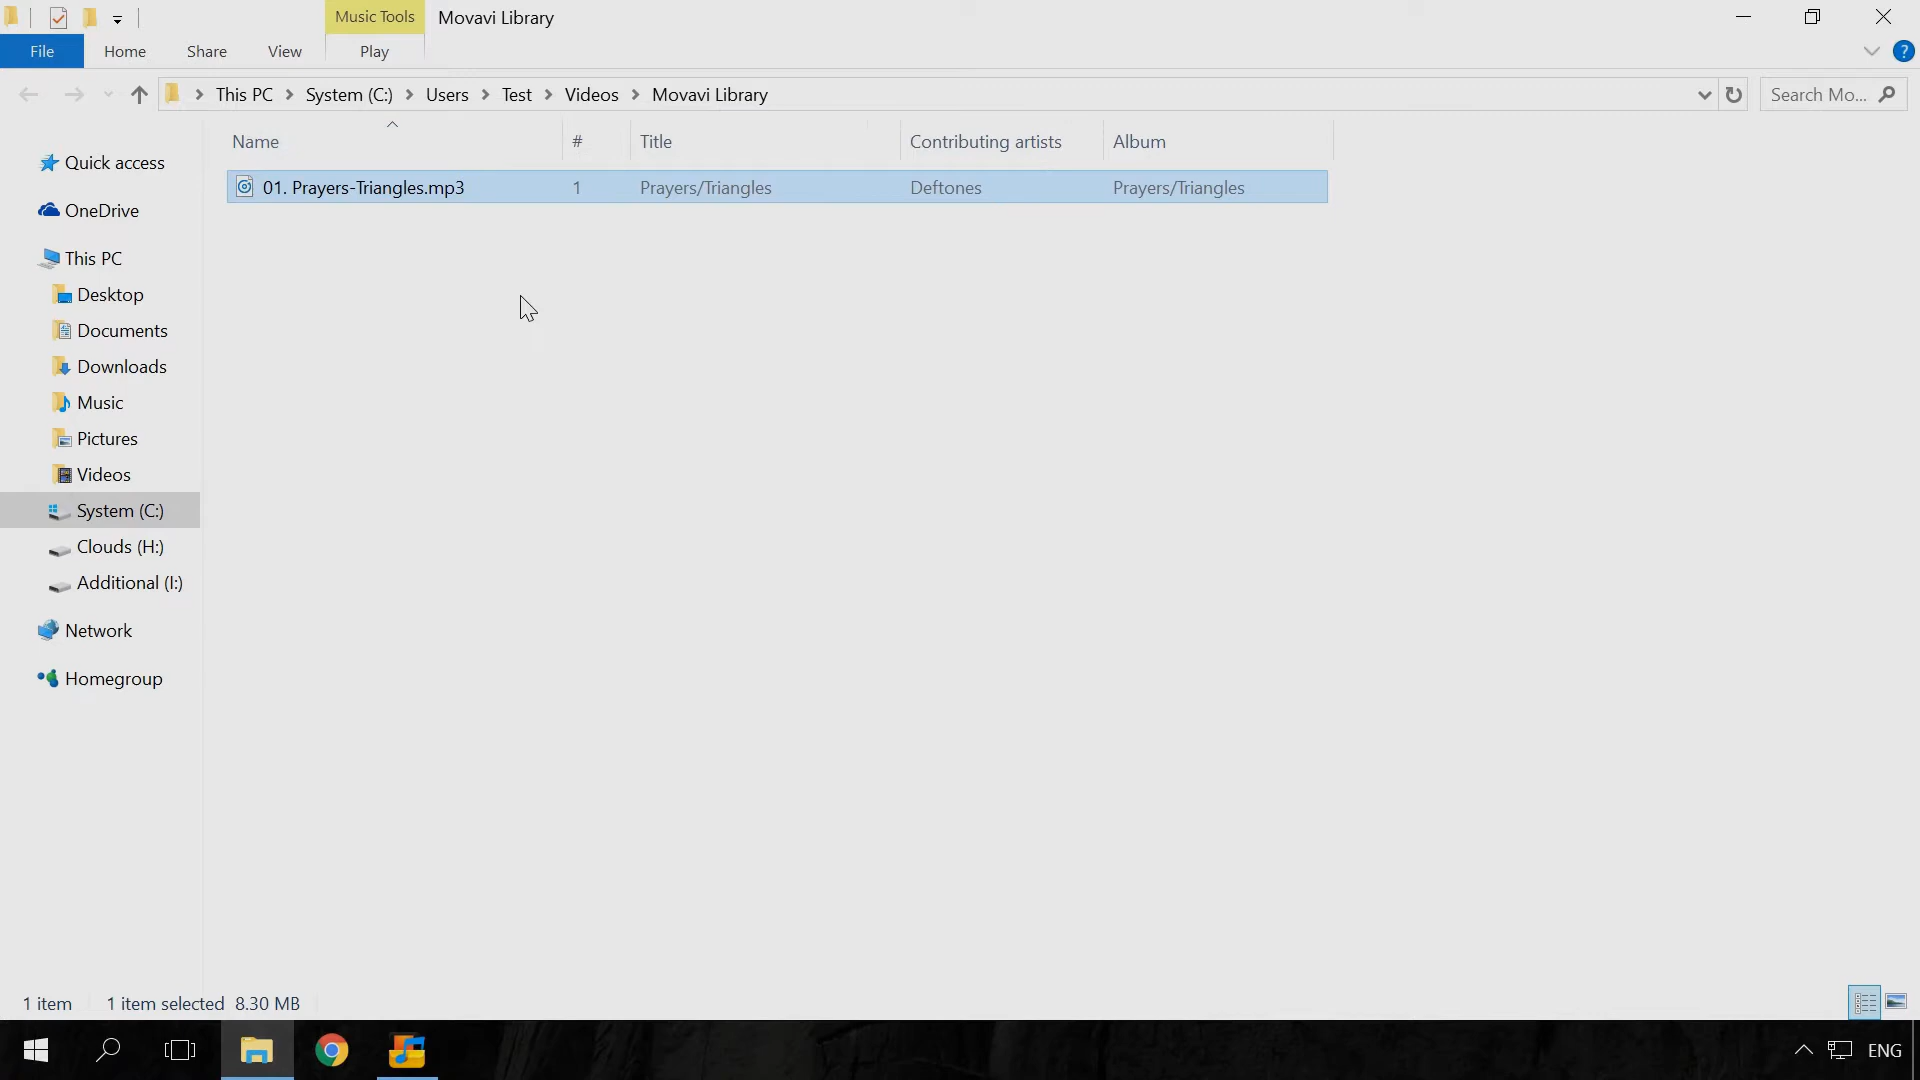 Music Tools Movavi Library
File Home Share View Play ?
This PC System (C:) Users Test Videos Movavi Library Search Mo...
Name # Title Contributing artists Album
01. Prayers-Triangles.mp3 1 Prayers/Triangles Deftones Prayers/Triangles
Quick access
OneDrive
This PC
Desktop
Documents
Downloads
Music
Pictures
Videos
System (C:)
Clouds (H:)
Additional (I:)
Network
Homegroup
1 item 1 item selected 8.30 MB
ENG